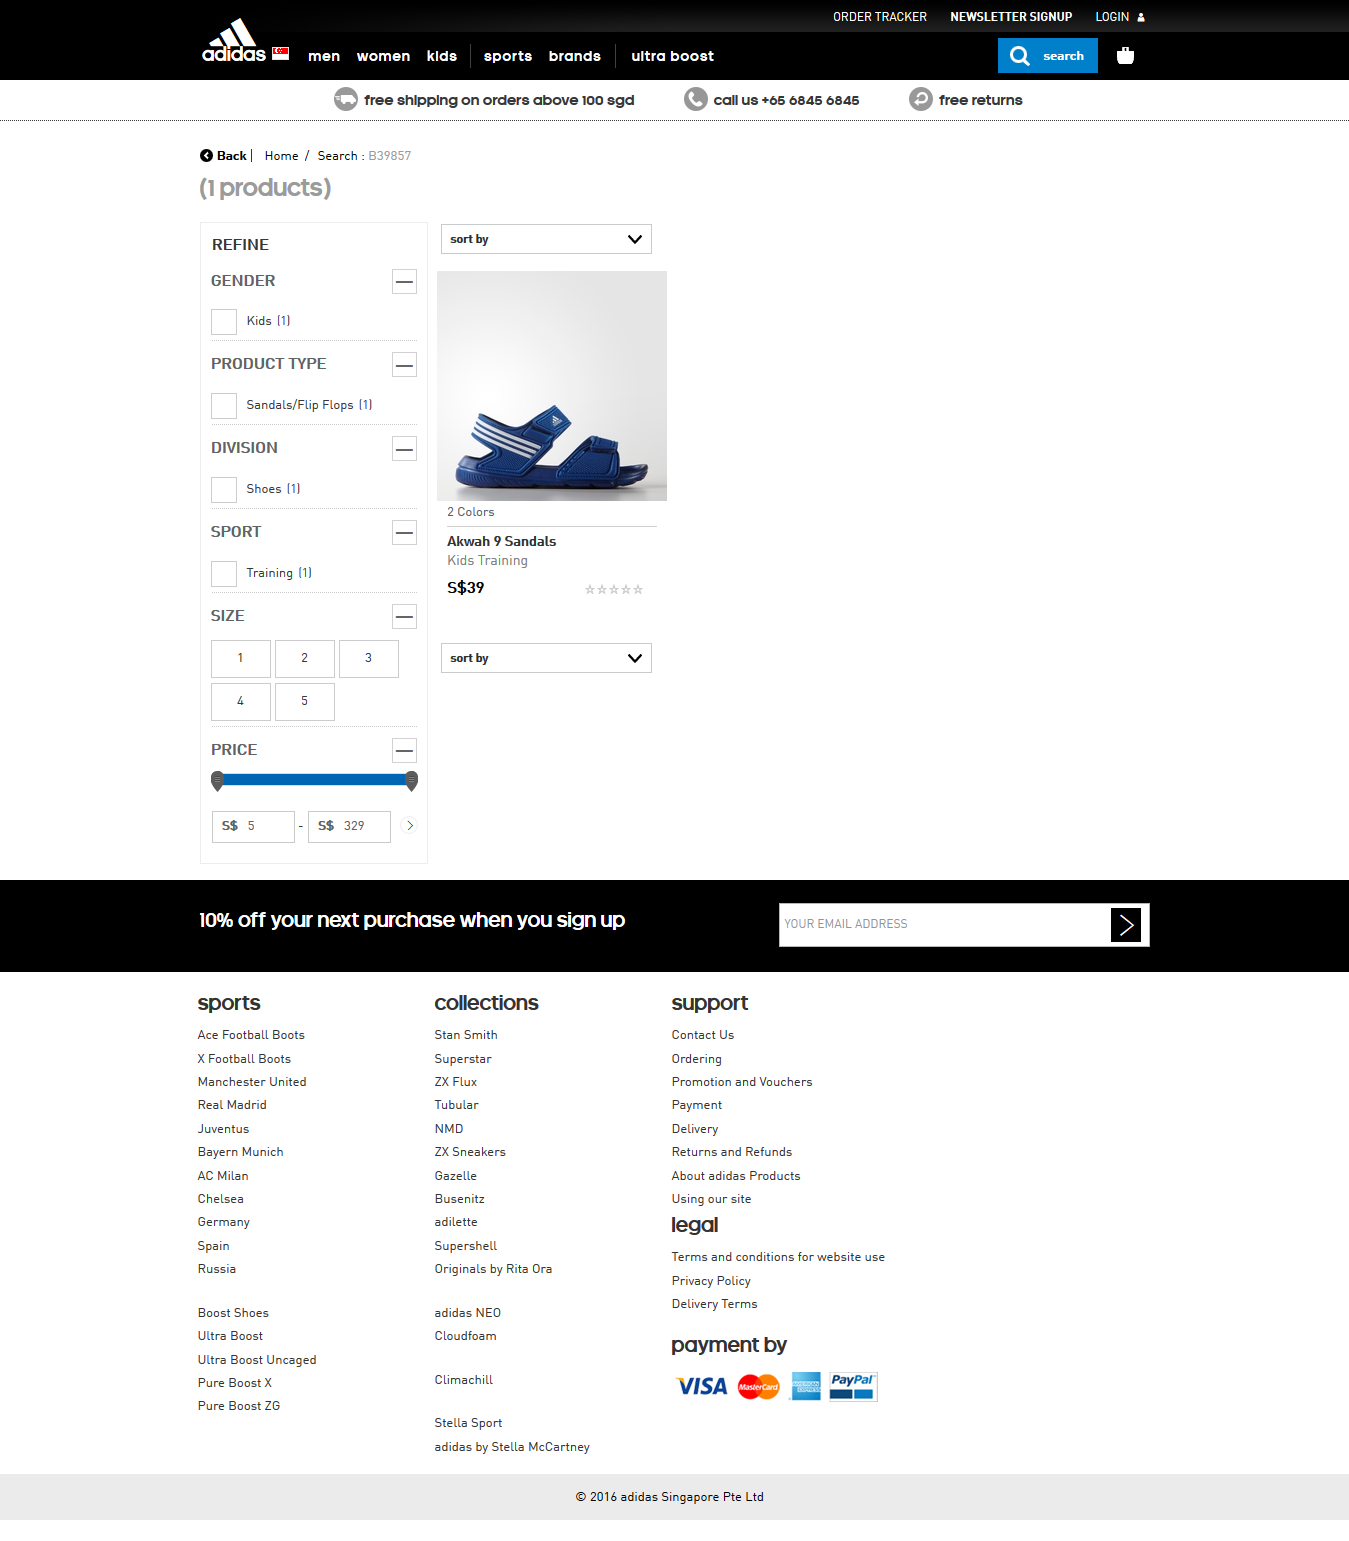 ORDER TRACKER NEWSLETTER SIGNUP LOGIN
adidas men women kids sports brands ultra boost search
free shipping on orders above 100 sgd call us +65 6845 6845 free returns
Back | Home / Search : B39857
(1 products)
REFINE
sort by
GENDER
Kids (1)
PRODUCT TYPE
Sandals/Flip Flops (1)
DIVISION
Shoes (1)
SPORT
Training (1)
SIZE
1 2 3
4 5
PRICE
S$ 5 - S$ 329
2 Colors
Akwah 9 Sandals
Kids Training
S$39
sort by
10% off your next purchase when you sign up
YOUR EMAIL ADDRESS
sports
Ace Football Boots
X Football Boots
Manchester United
Real Madrid
Juventus
Bayern Munich
AC Milan
Chelsea
Germany
Spain
Russia
Boost Shoes
Ultra Boost
Ultra Boost Uncaged
Pure Boost X
Pure Boost ZG
collections
Stan Smith
Superstar
ZX Flux
Tubular
NMD
ZX Sneakers
Gazelle
Busenitz
adilette
Supershell
Originals by Rita Ora
adidas NEO
Cloudfoam
Climachill
Stella Sport
adidas by Stella McCartney
support
Contact Us
Ordering
Promotion and Vouchers
Payment
Delivery
Returns and Refunds
About adidas Products
Using our site
legal
Terms and conditions for website use
Privacy Policy
Delivery Terms
payment by
VISA MasterCard AMERICAN EXPRESS PayPal
© 2016 adidas Singapore Pte Ltd